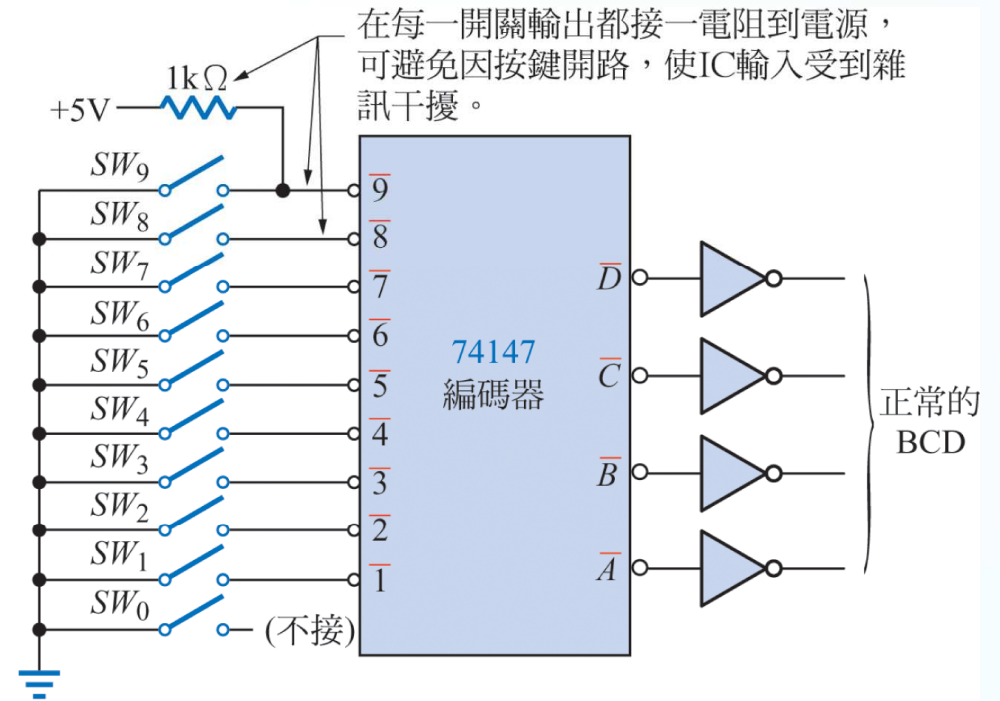 在每一開關輸出都接一電阻到電源，
可避免因按鍵開路，使IC輸入受到雜
訊干擾。
1kΩ
+5V
SW₉
SW₈
SW₇
SW₆
SW₅
SW₄
SW₃
SW₂
SW₁
SW₀
(不接)
9̅
8̅
7̅
6̅
5̅
4̅
3̅
2̅
1̅
74147
編碼器
D̅
C̅
B̅
A̅
正常的
BCD